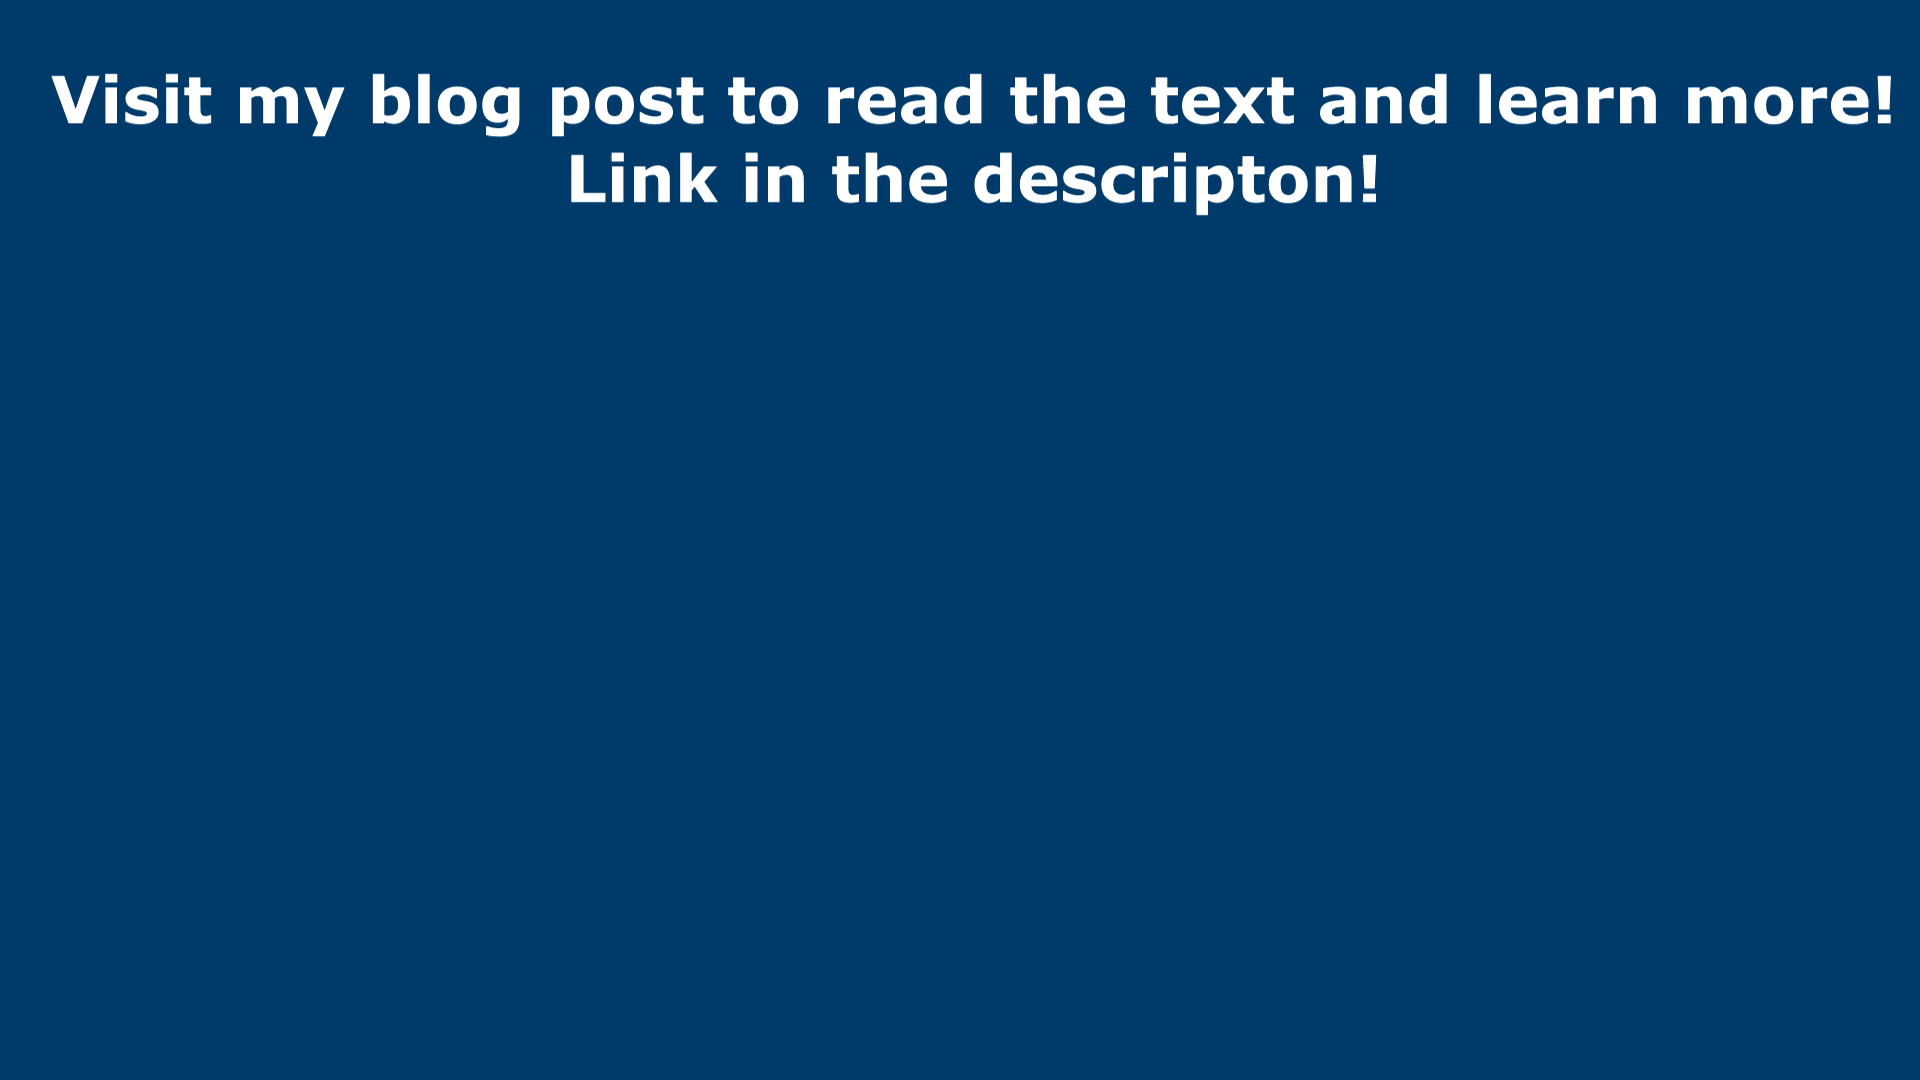 Visit my blog post to read the text and learn more!
Link in the descripton!